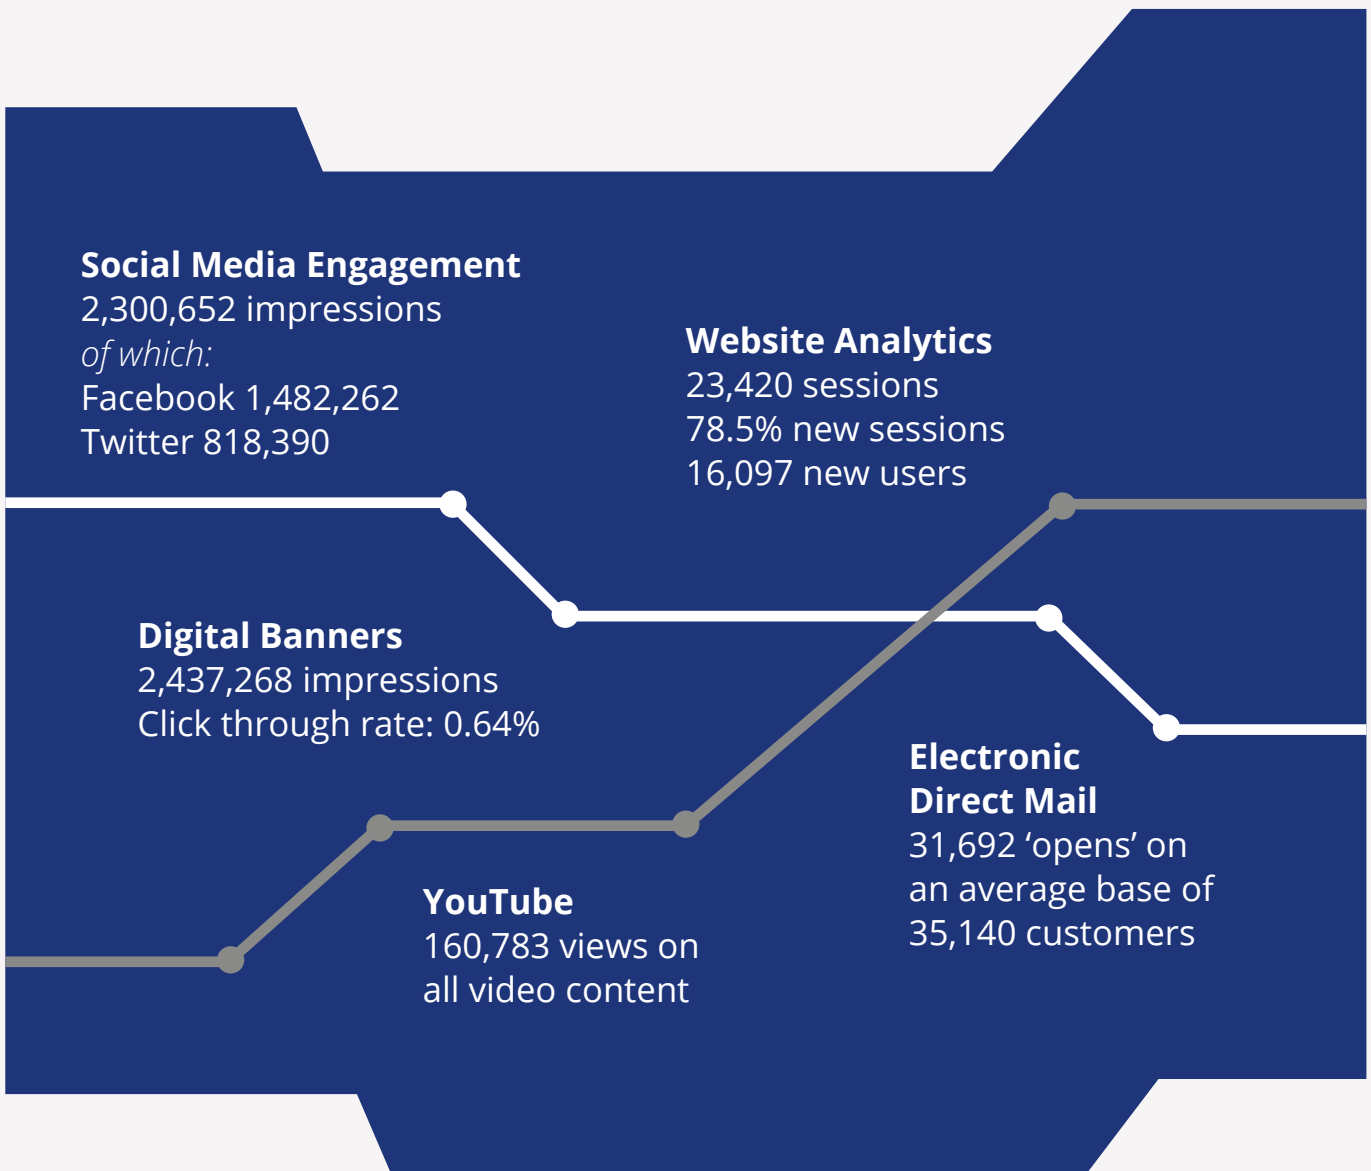 Social Media Engagement
2,300,652 impressions
of which:
Facebook 1,482,262
Twitter 818,390
Website Analytics
23,420 sessions
78.5% new sessions
16,097 new users
Digital Banners
2,437,268 impressions
Click through rate: 0.64%
Electronic
Direct Mail
31,692 ‘opens’ on
an average base of
35,140 customers
YouTube
160,783 views on
all video content